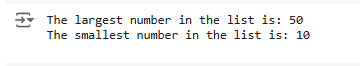 The largest number in the list is: 50
The smallest number in the list is: 10